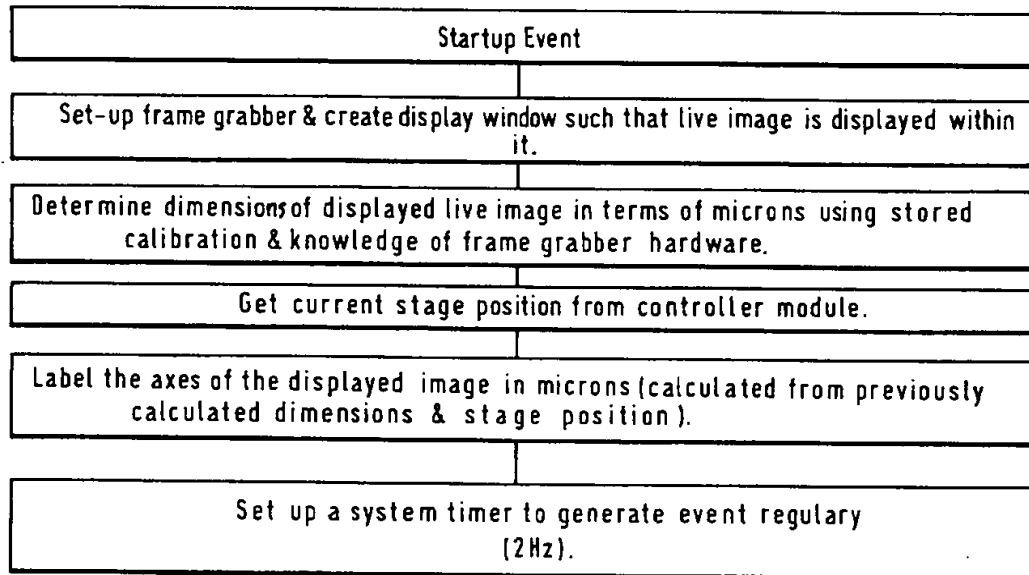 Startup Event
Set-up frame grabber & create display window such that live image is displayed within
it.
Determine dimensions of displayed live image in terms of microns using stored
calibration & knowledge of frame grabber hardware.
Get current stage position from controller module.
Label the axes of the displayed image in microns (calculated from previously
calculated dimensions & stage position).
Set up a system timer to generate event regulary
(2Hz).